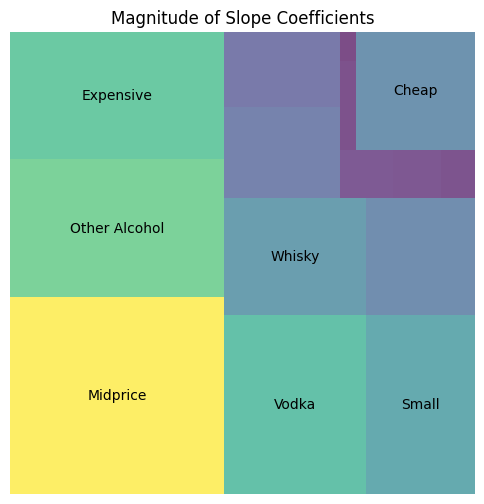 Magnitude of Slope Coefficients
Expensive
Cheap
Other Alcohol
Whisky
Midprice
Vodka
Small